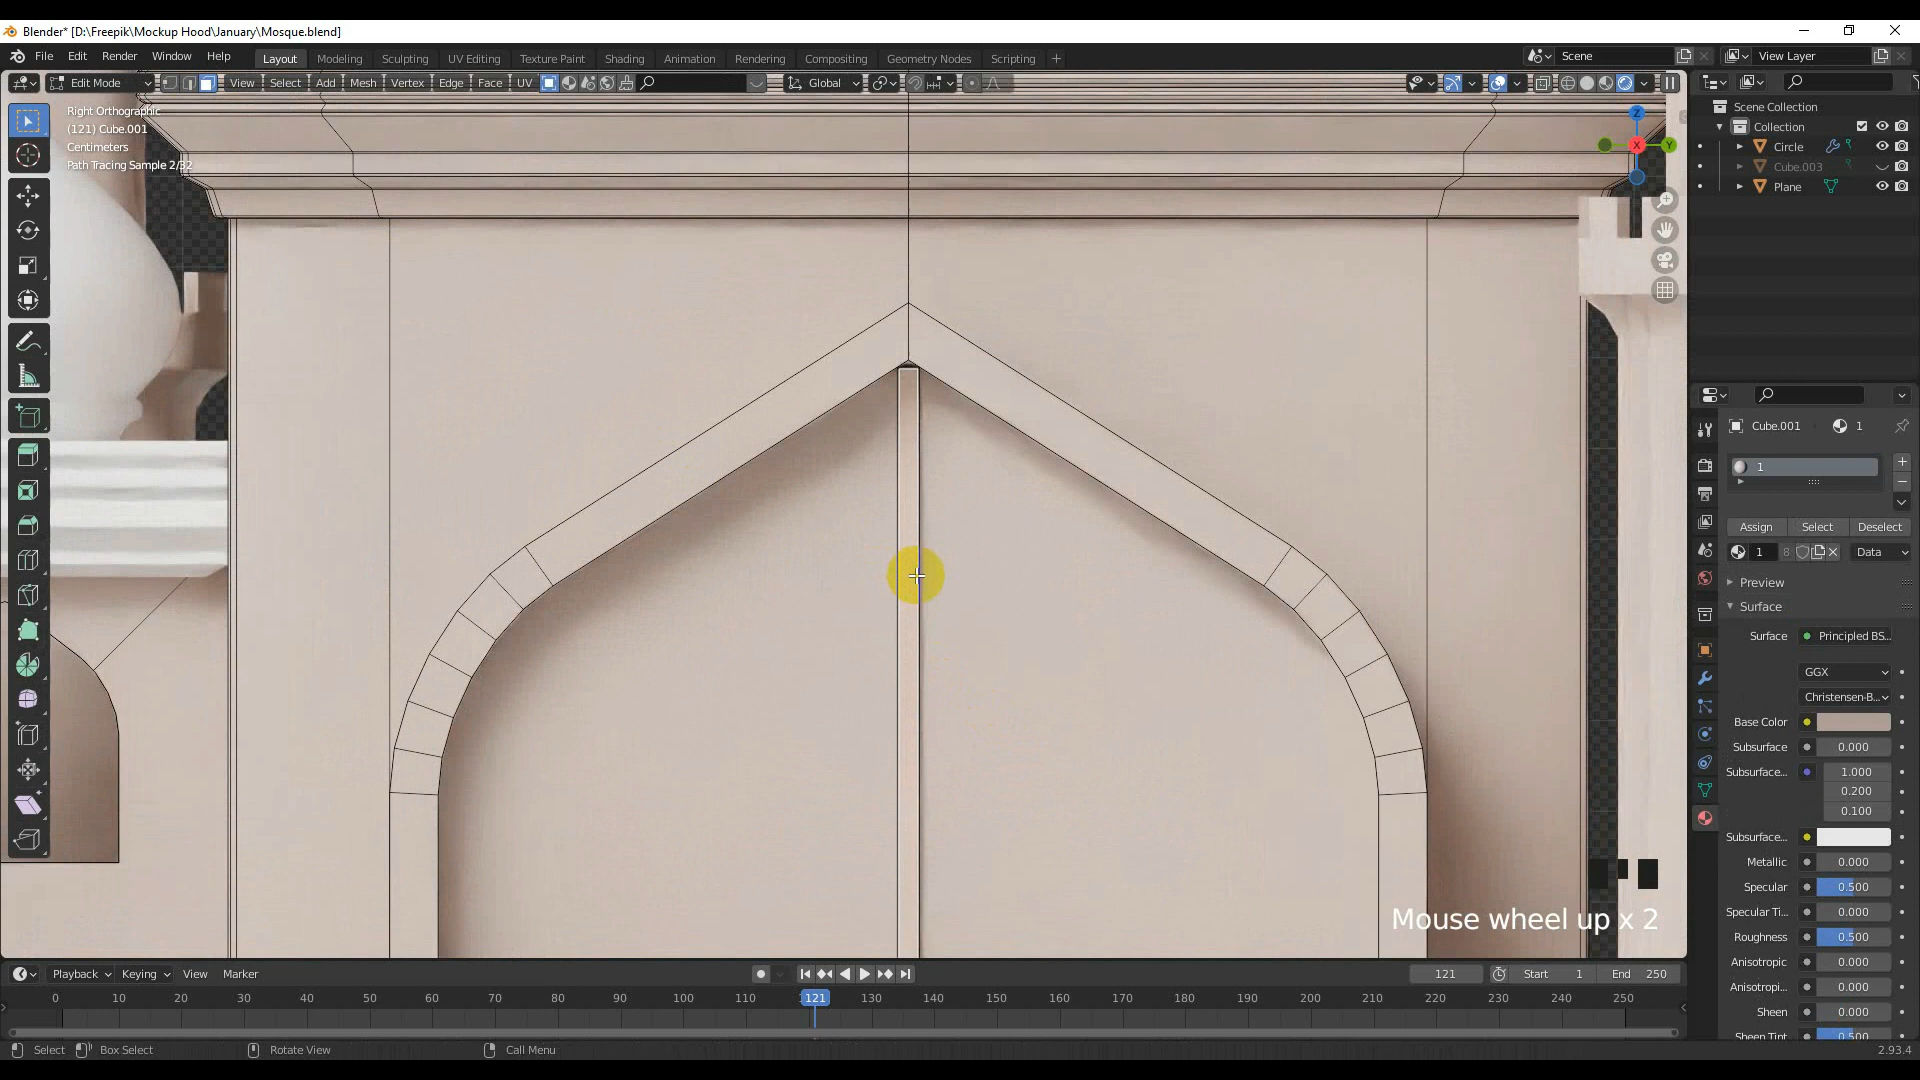 Blender* [D:\Freepik\Mockup Hood\January\Mosque.blend]
File Edit Render Window Help Layout Modeling Sculpting UV Editing Texture Paint Shading Animation Rendering Compositing Geometry Nodes Scripting + Scene View Layer
Edit Mode View Select Add Mesh Vertex Edge Face UV Global
Right Orthographic
(121) Cube.001
Centimeters
Path Tracing Sample 2/32
Z
X
Y
Scene Collection
Collection
Circle
Cube.003
Plane
Cube.001 1
1
Assign Select Deselect
1 8 Data
Preview
Surface
Surface Principled BS...
GGX
Christensen-B...
Base Color
Subsurface 0.000
Subsurface... 1.000
0.200
0.100
Subsurface...
Metallic 0.000
Specular 0.500
Specular Ti... 0.000
Roughness 0.500
Anisotropic 0.000
Anisotropi... 0.000
Sheen 0.000
Sheen Tint 0.500
Mouse wheel up x 2
Playback Keying View Marker 121 Start 1 End 250
0 10 20 30 40 50 60 70 80 90 100 110 121 130 140 150 160 170 180 190 200 210 220 230 240 250
Select Box Select Rotate View Call Menu 2.93.4